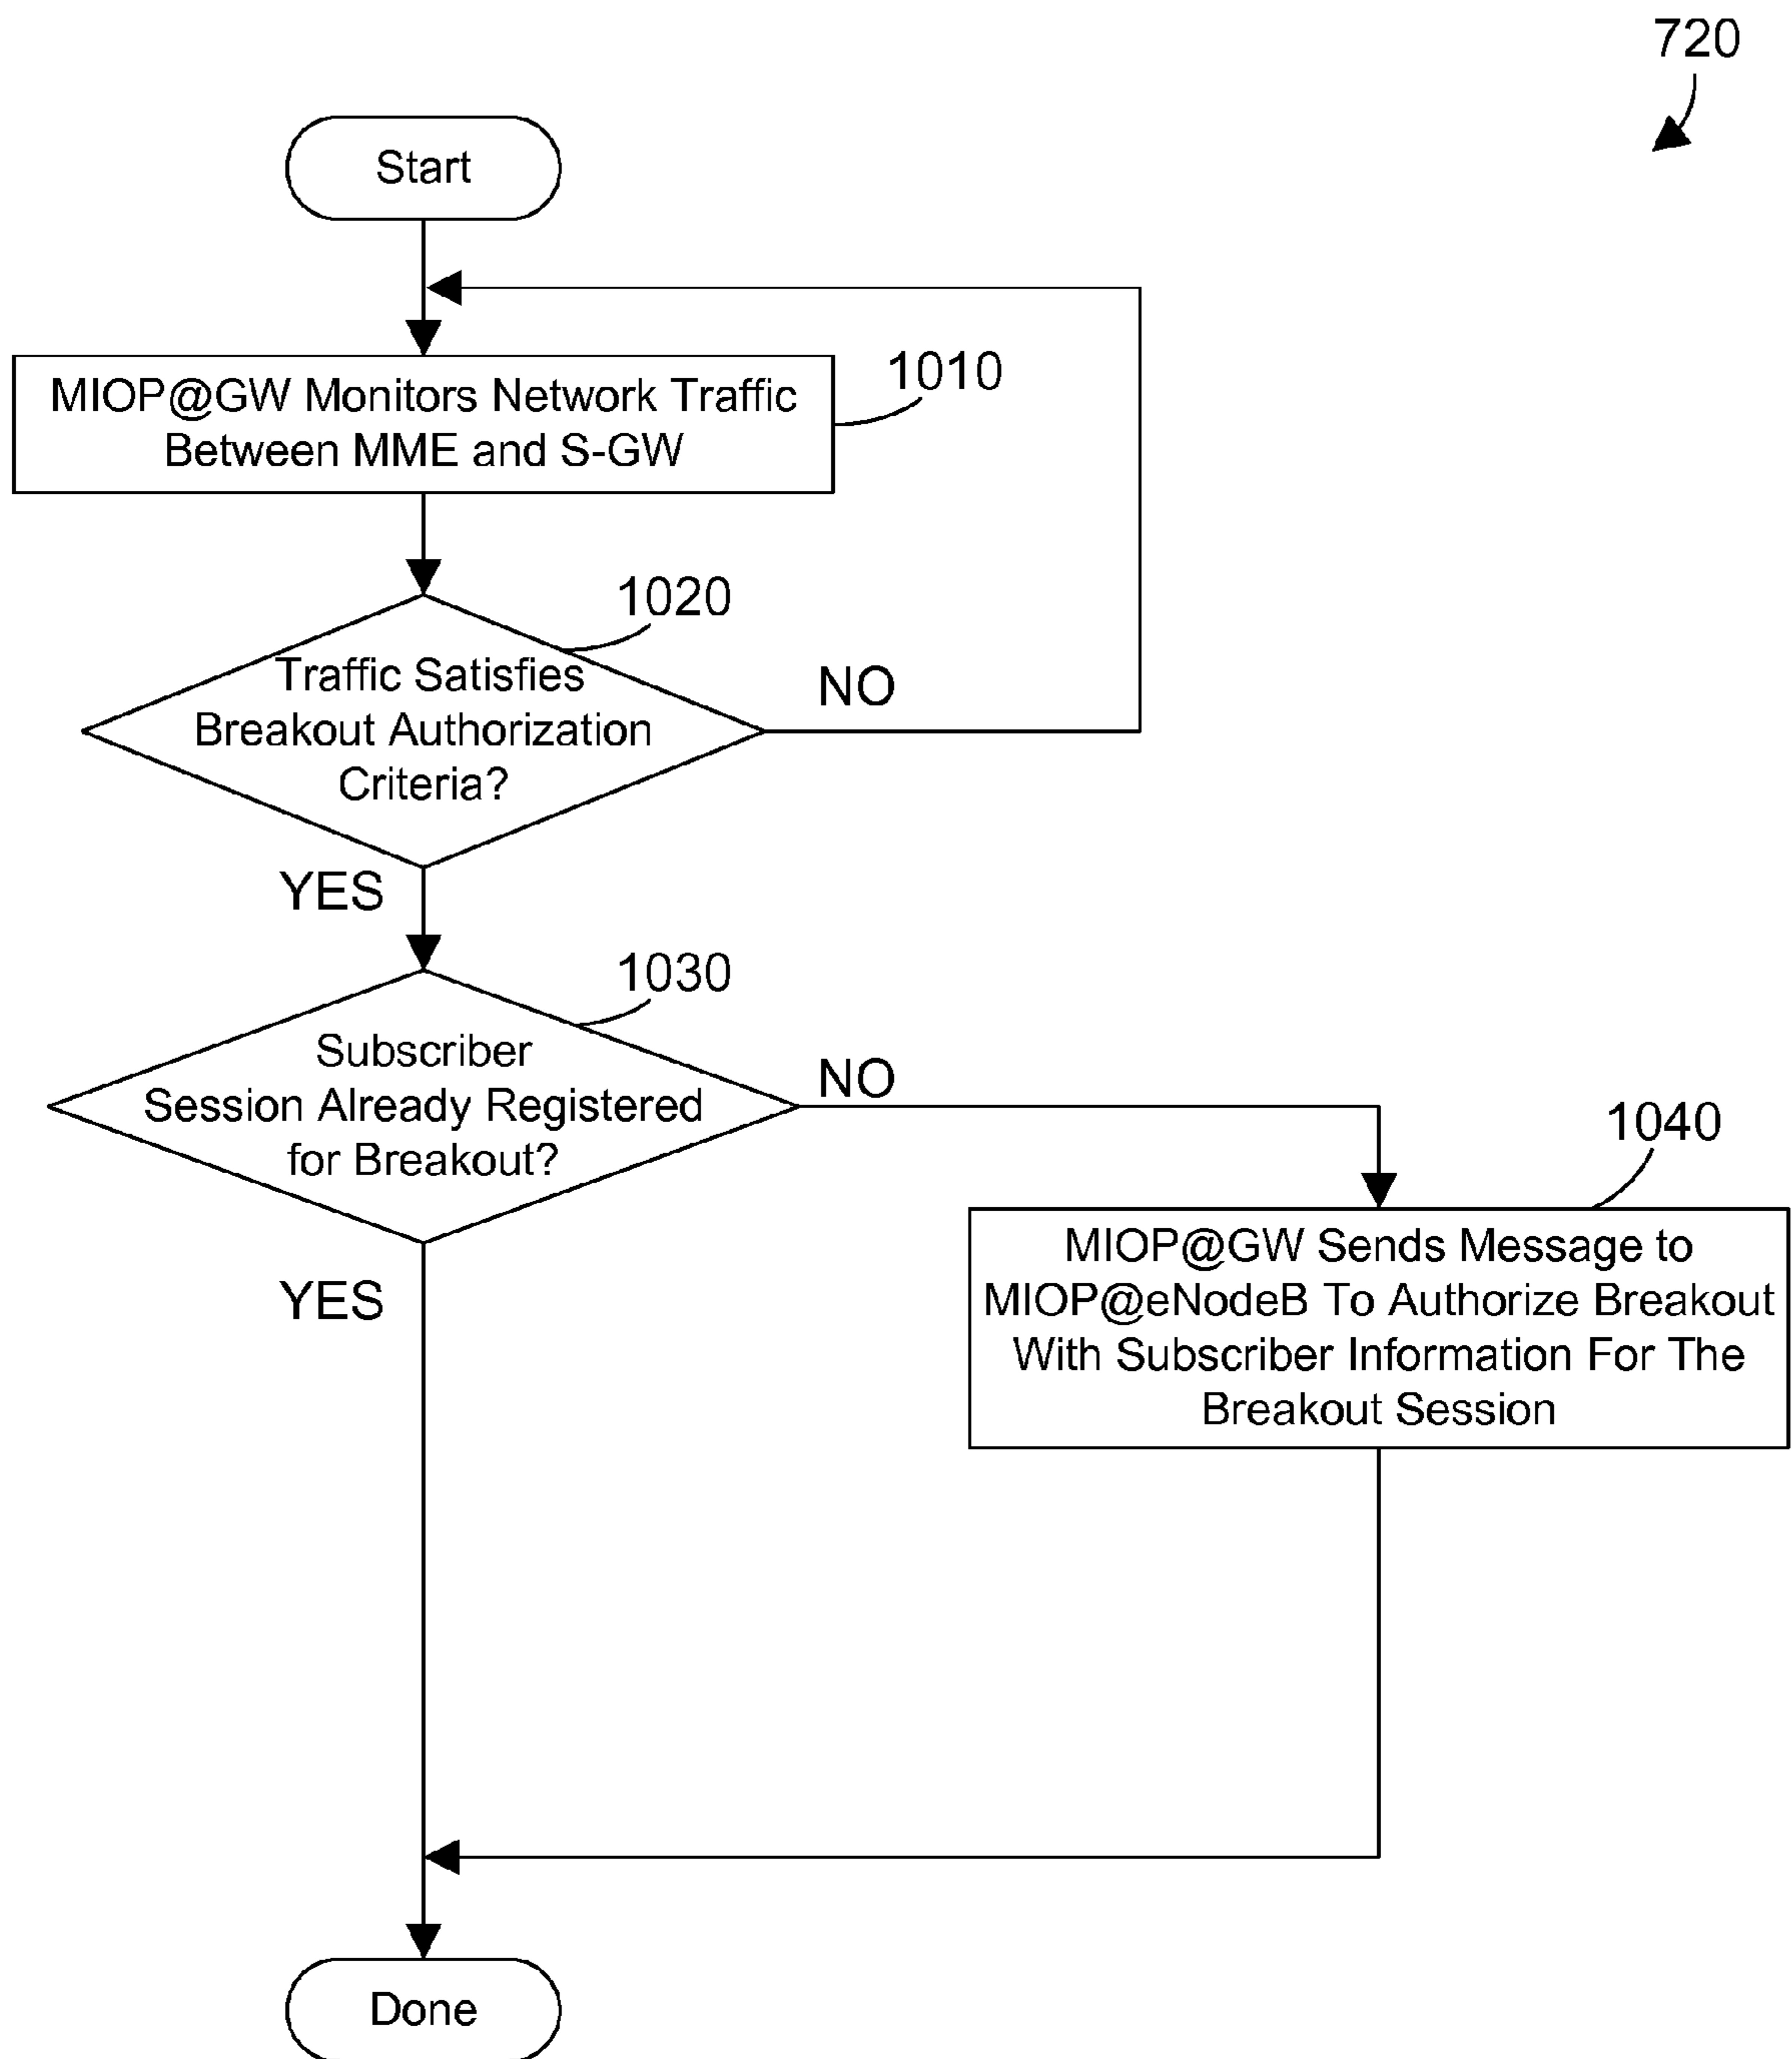 720
Start
MIOP@GW Monitors Network Traffic
Between MME and S-GW
1010
1020
Traffic Satisfies
Breakout Authorization
Criteria?
NO
YES
1030
Subscriber
Session Already Registered
for Breakout?
NO
YES
1040
MIOP@GW Sends Message to
MIOP@eNodeB To Authorize Breakout
With Subscriber Information For The
Breakout Session
Done